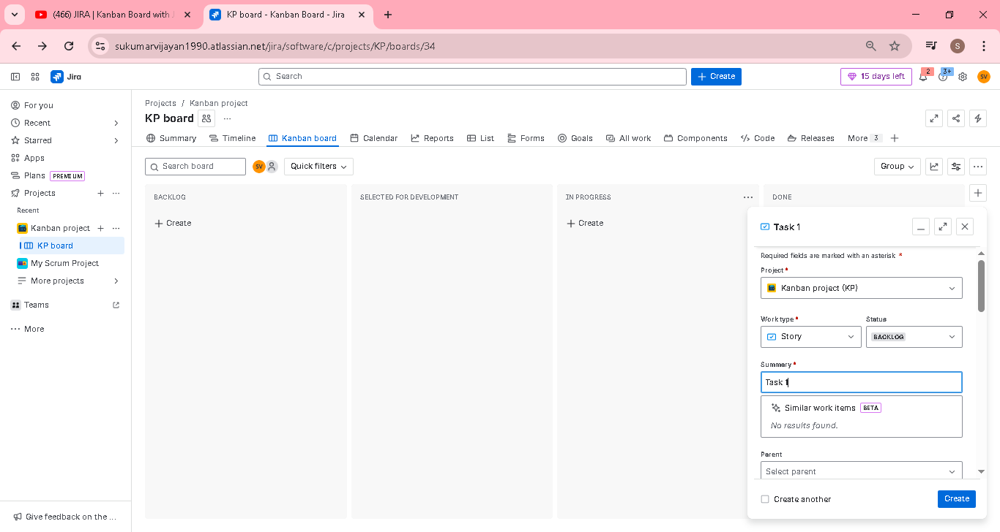 (466) JIRA | Kanban Board with J
KP board - Kanban Board - Jira
sukumarvijayan1990.atlassian.net/jira/software/c/projects/KP/boards/34
S
Jira
Search
Create
15 days left
2
3+
SV
For you
Recent
Starred
Apps
Plans PREMIUM
Projects
Recent
Kanban project
KP board
My Scrum Project
More projects
Teams
More
Give feedback on the ...
Projects / Kanban project
KP board
Summary Timeline Kanban board Calendar Reports List Forms Goals All work Components Code Releases More 3
Search board
SV
Quick filters
Group
BACKLOG
Create
SELECTED FOR DEVELOPMENT
IN PROGRESS
Create
DONE
Task 1
Required fields are marked with an asterisk *
Project *
Kanban project (KP)
Work type * Status
Story BACKLOG
Summary *
Task 1
Similar work items BETA
No results found.
Parent
Select parent
Create another
Create